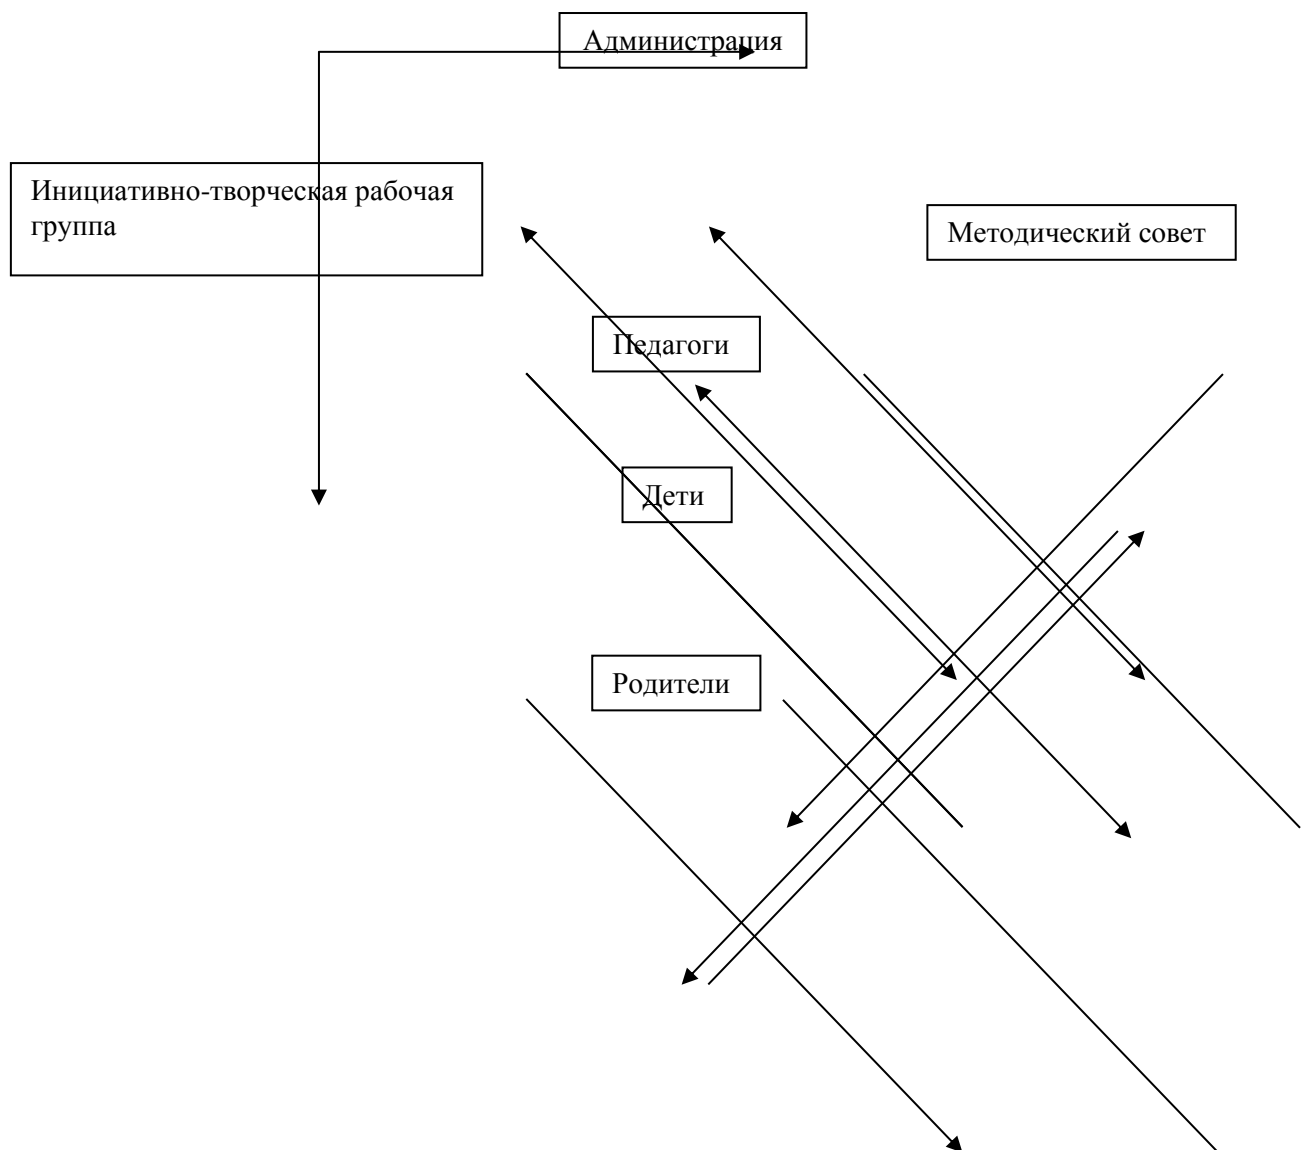 Администрация
Инициативно-творческая рабочая
группа
Методический совет
Педагоги
Дети
Родители